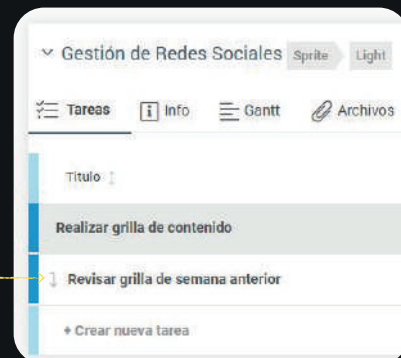 Gestión de Redes Sociales Sprite Light
Tareas Info Gantt Archivos
Título
Realizar grilla de contenido
Revisar grilla de semana anterior
+ Crear nueva tarea